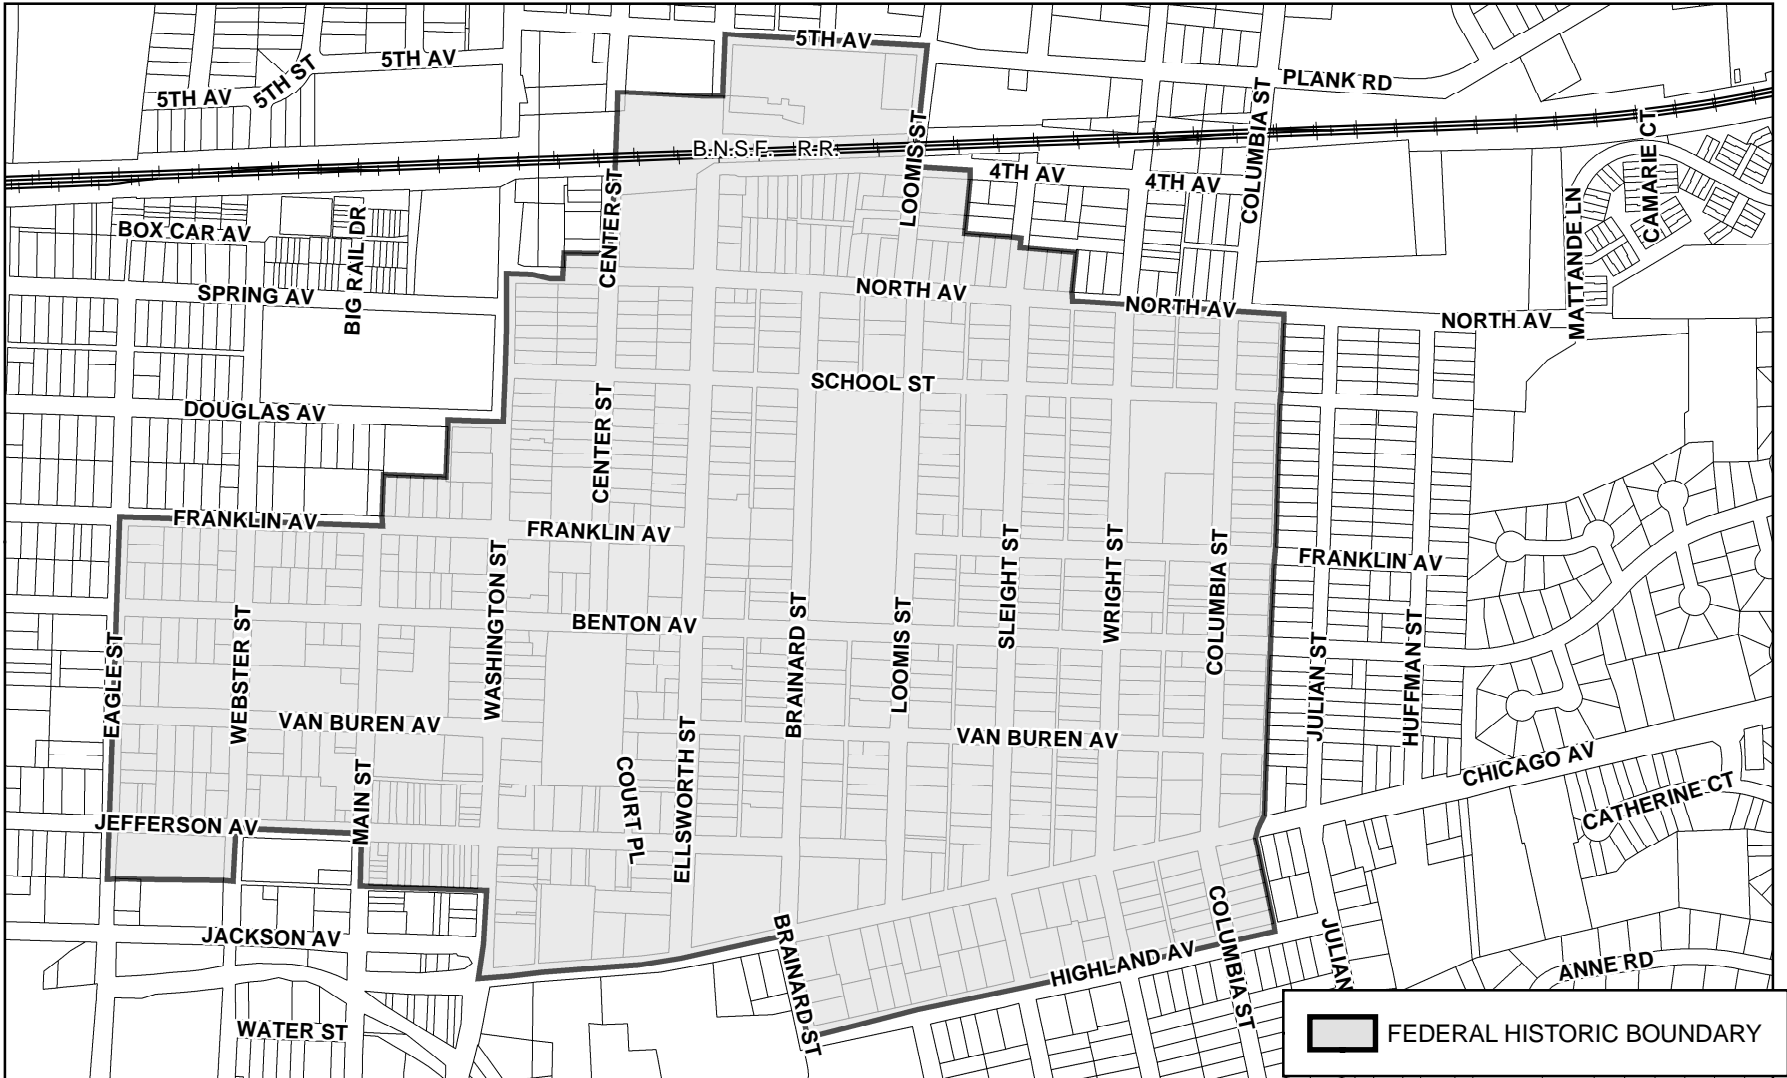 5TH AV
5TH AV
5TH ST
5TH AV
PLANK RD
COLUMBIA ST
B.N.S.F. R.R.
LOOMIS ST
4TH AV
4TH AV
CAMARIE CT
MATTANDE LN
CENTER ST
BOX CAR AV
BIG RAIL DR
SPRING AV
NORTH AV
NORTH AV
NORTH AV
SCHOOL ST
DOUGLAS AV
CENTER ST
FRANKLIN AV
FRANKLIN AV
FRANKLIN AV
WASHINGTON ST
SLEIGHT ST
WRIGHT ST
COLUMBIA ST
BENTON AV
BRAINARD ST
LOOMIS ST
EAGLE ST
WEBSTER ST
JULIAN ST
HUFFMAN ST
VAN BUREN AV
VAN BUREN AV
ELLSWORTH ST
COURT PL
MAIN ST
CHICAGO AV
CATHERINE CT
JEFFERSON AV
JACKSON AV
BRAINARD ST
HIGHLAND AV
COLUMBIA ST
JULIAN
ANNE RD
WATER ST
FEDERAL HISTORIC BOUNDARY